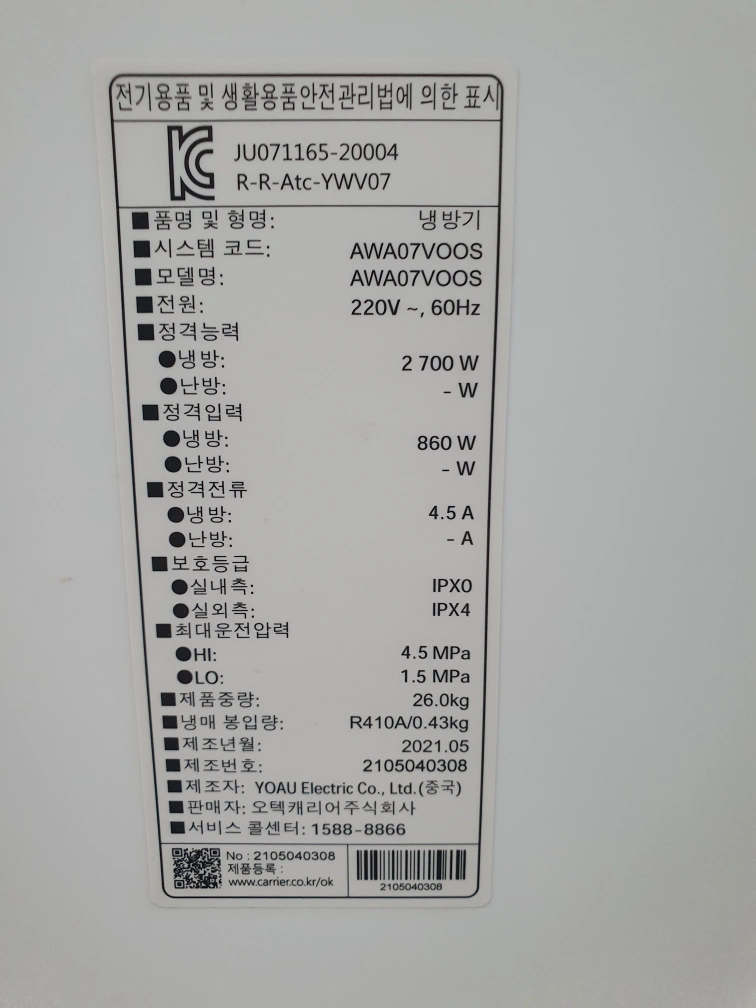 전기용품 및 생활용품안전관리법에 의한 표시
JU071165-20004
R-R-Atc-YWV07
■품명 및 형명: 냉방기
■시스템 코드: AWA07VOOS
■모델명: AWA07VOOS
■전원: 220V ~, 60Hz
■정격능력
●냉방: 2 700 W
●난방: - W
■정격입력
●냉방: 860 W
●난방: - W
■정격전류
●냉방: 4.5 A
●난방: - A
■보호등급
●실내측: IPX0
●실외측: IPX4
■최대운전압력
●HI: 4.5 MPa
●LO: 1.5 MPa
■제품중량: 26.0kg
■냉매 봉입량: R410A/0.43kg
■제조년월: 2021.05
■제조번호: 2105040308
■제조자: YOAU Electric Co., Ltd.(중국)
■판매자: 오텍캐리어주식회사
■서비스 콜센터: 1588-8866
No : 2105040308
제품등록 :
www.carrier.co.kr/ok
2105040308